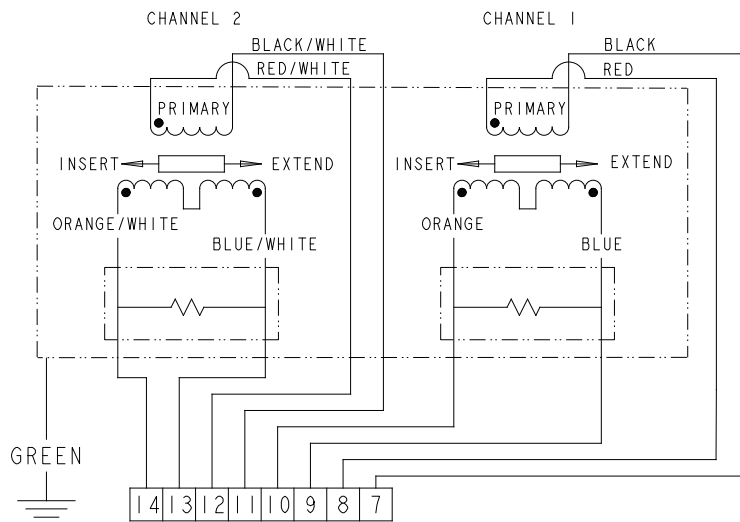 CHANNEL 2 CHANNEL 1
BLACK/WHITE BLACK
RED/WHITE RED
PRIMARY PRIMARY
INSERT EXTEND INSERT EXTEND
ORANGE/WHITE ORANGE
BLUE/WHITE BLUE
GREEN
14 13 12 11 10 9 8 7